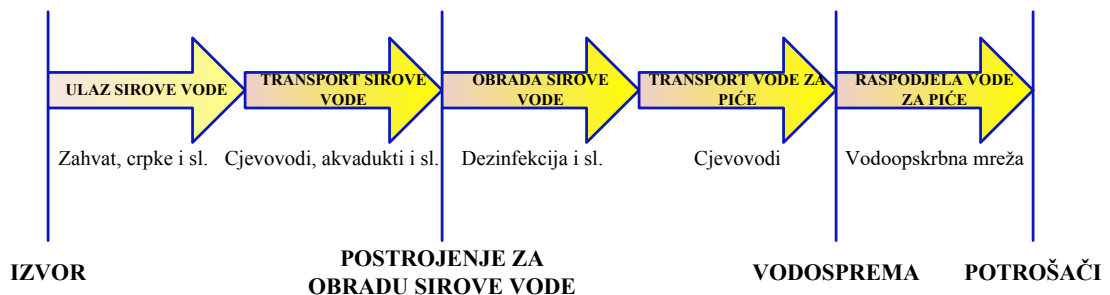 ULAZ SIROVE VODE
TRANSPORT SIROVE
VODE
OBRADA SIROVE
VODE
TRANSPORT VODE ZA
PIĆE
RASPODJELA VODE
ZA PIĆE
Zahvat, crpke i sl.
Cjevovodi, akvadukti i sl.
Dezinfekcija i sl.
Cjevovodi
Vodoopskrbna mreža
IZVOR
POSTROJENJE ZA
OBRADU SIROVE VODE
VODOSPREMA
POTROŠAČI